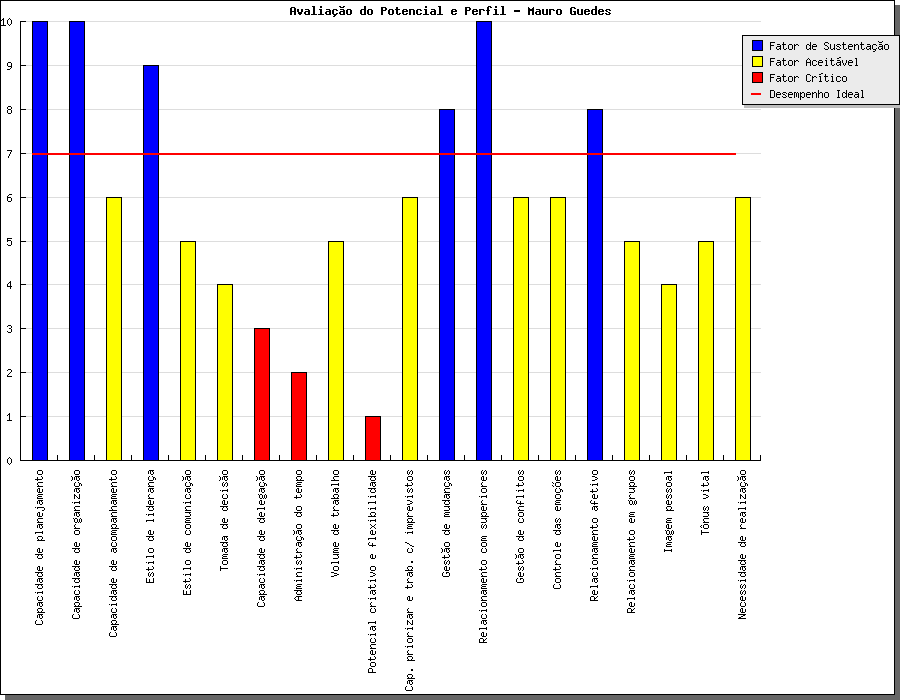 Avaliação do Potencial e Perfil - Mauro Guedes
Fator de Sustentação
Fator Aceitável
Fator Crítico
Desempenho Ideal
10
9
8
7
6
5
4
3
2
1
0
Capacidade de planejamento
Capacidade de organização
Capacidade de acompanhamento
Estilo de liderança
Estilo de comunicação
Tomada de decisão
Capacidade de delegação
Administração do tempo
Volume de trabalho
Potencial criativo e flexibilidade
Cap. priorizar e trab. c/ imprevistos
Gestão de mudanças
Relacionamento com superiores
Gestão de conflitos
Controle das emoções
Relacionamento afetivo
Relacionamento em grupos
Imagem pessoal
Tônus vital
Necessidade de realização